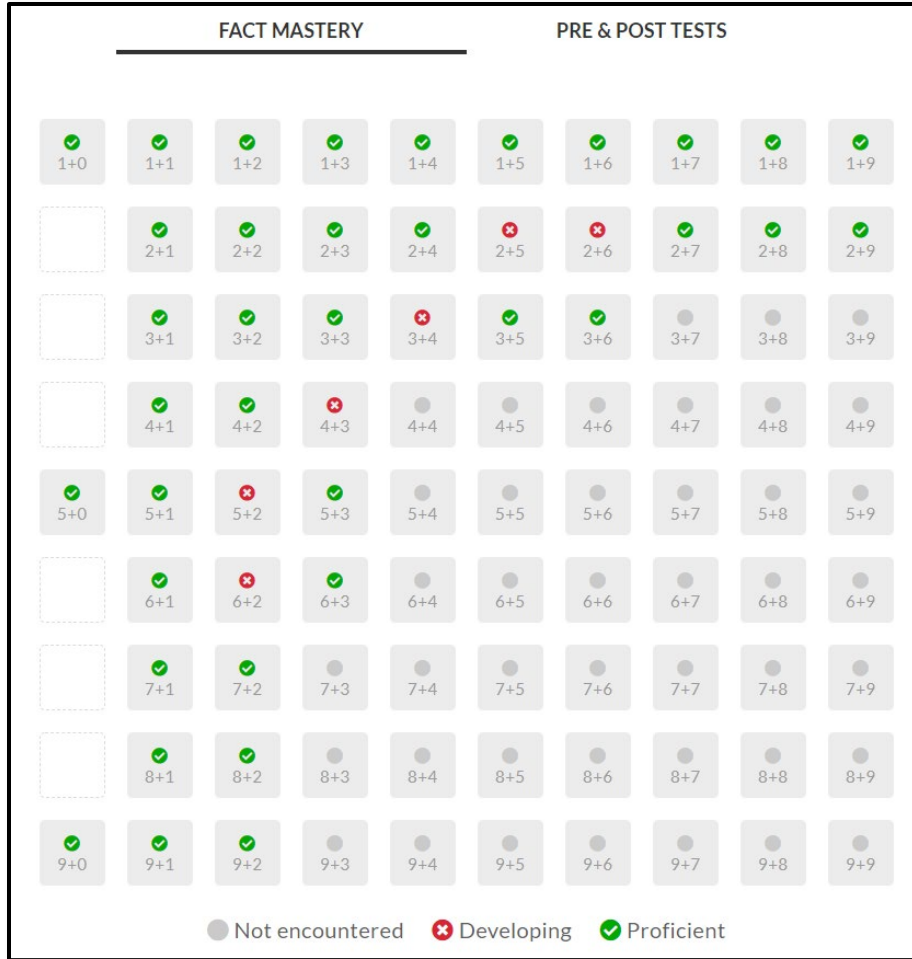 FACT MASTERY PRE & POST TESTS
1+0 1+1 1+2 1+3 1+4 1+5 1+6 1+7 1+8 1+9
2+1 2+2 2+3 2+4 2+5 2+6 2+7 2+8 2+9
3+1 3+2 3+3 3+4 3+5 3+6 3+7 3+8 3+9
4+1 4+2 4+3 4+4 4+5 4+6 4+7 4+8 4+9
5+0 5+1 5+2 5+3 5+4 5+5 5+6 5+7 5+8 5+9
6+1 6+2 6+3 6+4 6+5 6+6 6+7 6+8 6+9
7+1 7+2 7+3 7+4 7+5 7+6 7+7 7+8 7+9
8+1 8+2 8+3 8+4 8+5 8+6 8+7 8+8 8+9
9+0 9+1 9+2 9+3 9+4 9+5 9+6 9+7 9+8 9+9
Not encountered Developing Proficient